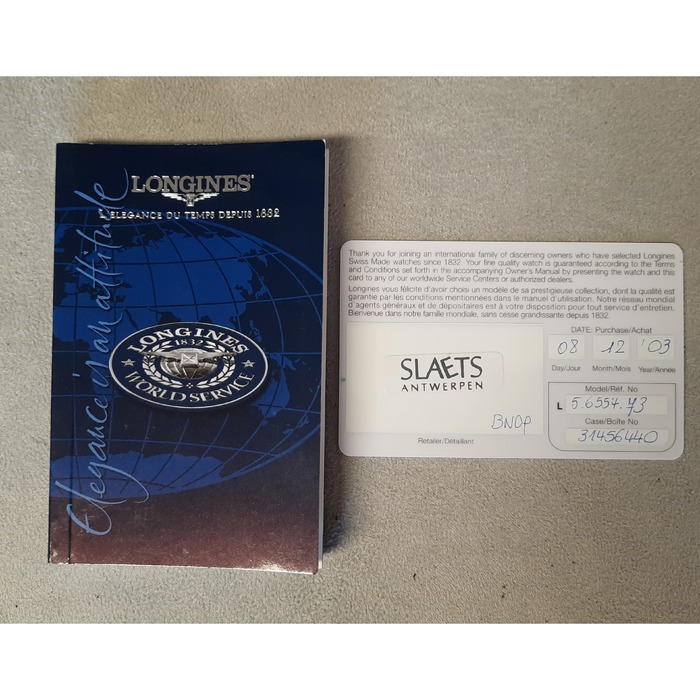 LONGINES
L'ELEGANCE DU TEMPS DEPUIS 1832
Elegance is an attitude
LONGINES
1832
WORLD SERVICE
Thank you for joining an international family of discerning owners who have selected Longines
Swiss Made watches since 1832. Your fine quality watch is guaranteed according to the Terms
and Conditions set forth in the accompanying Owner's Manual by presenting the watch and this
card to any of our worldwide Service Centers or authorized dealers.
Longines vous félicite d'avoir choisi un modèle de sa prestigieuse collection, dont la qualité est
garantie par les conditions mentionnées dans le manuel d'utilisation. Notre réseau mondial
d'agents généraux et de dépositaires est à votre disposition pour tout service d'entretien.
Bienvenue dans notre famille mondiale, sans cesse grandissante depuis 1832.
DATE: Purchase/Achat
08 12 '03
Day/Jour Month/Mois Year/Année
SLAETS
ANTWERPEN
Retailer/Détaillant
Model/Réf. No
L 5.6554.73
Case/Boîte No
31456440